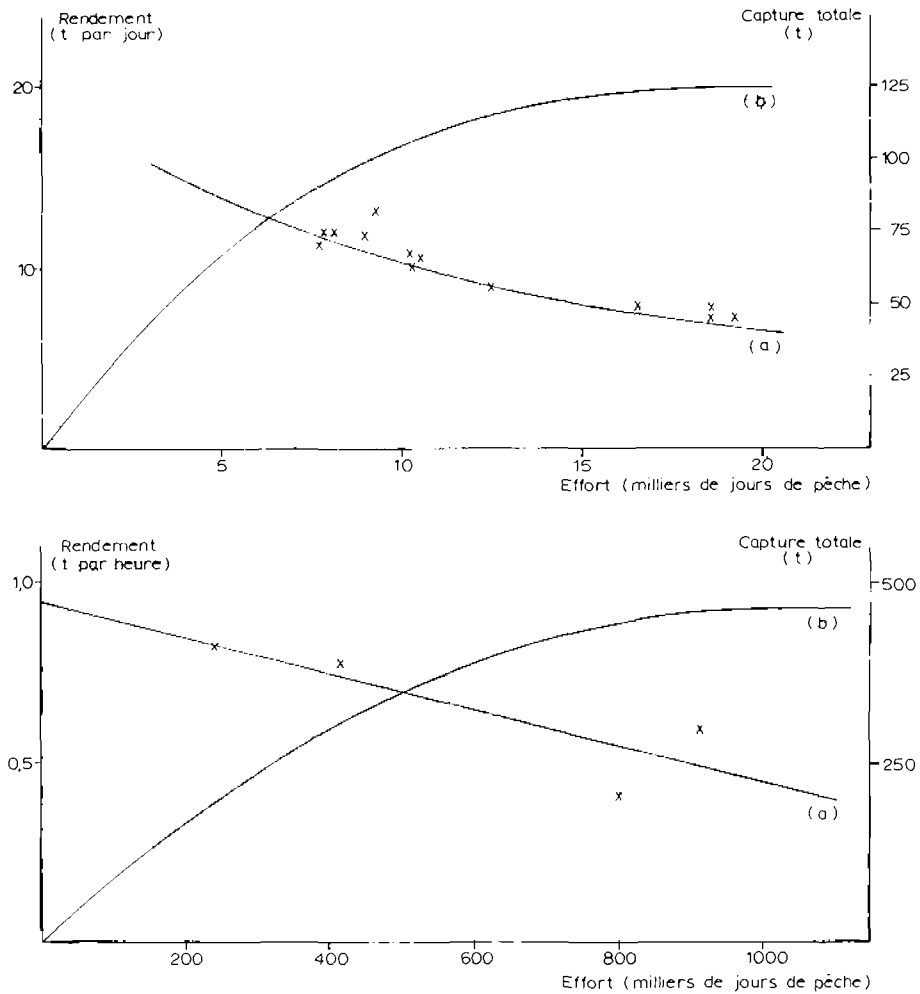 Rendement
(t par jour)
Capture totale
(t)
20
10
125
100
75
50
25
(b)
(a)
5
10
15
20
Effort (milliers de jours de pêche)
Rendement
(t par heure)
Capture totale
(t)
1,0
0,5
500
250
(b)
(a)
200
400
600
800
1000
Effort (milliers de jours de pêche)